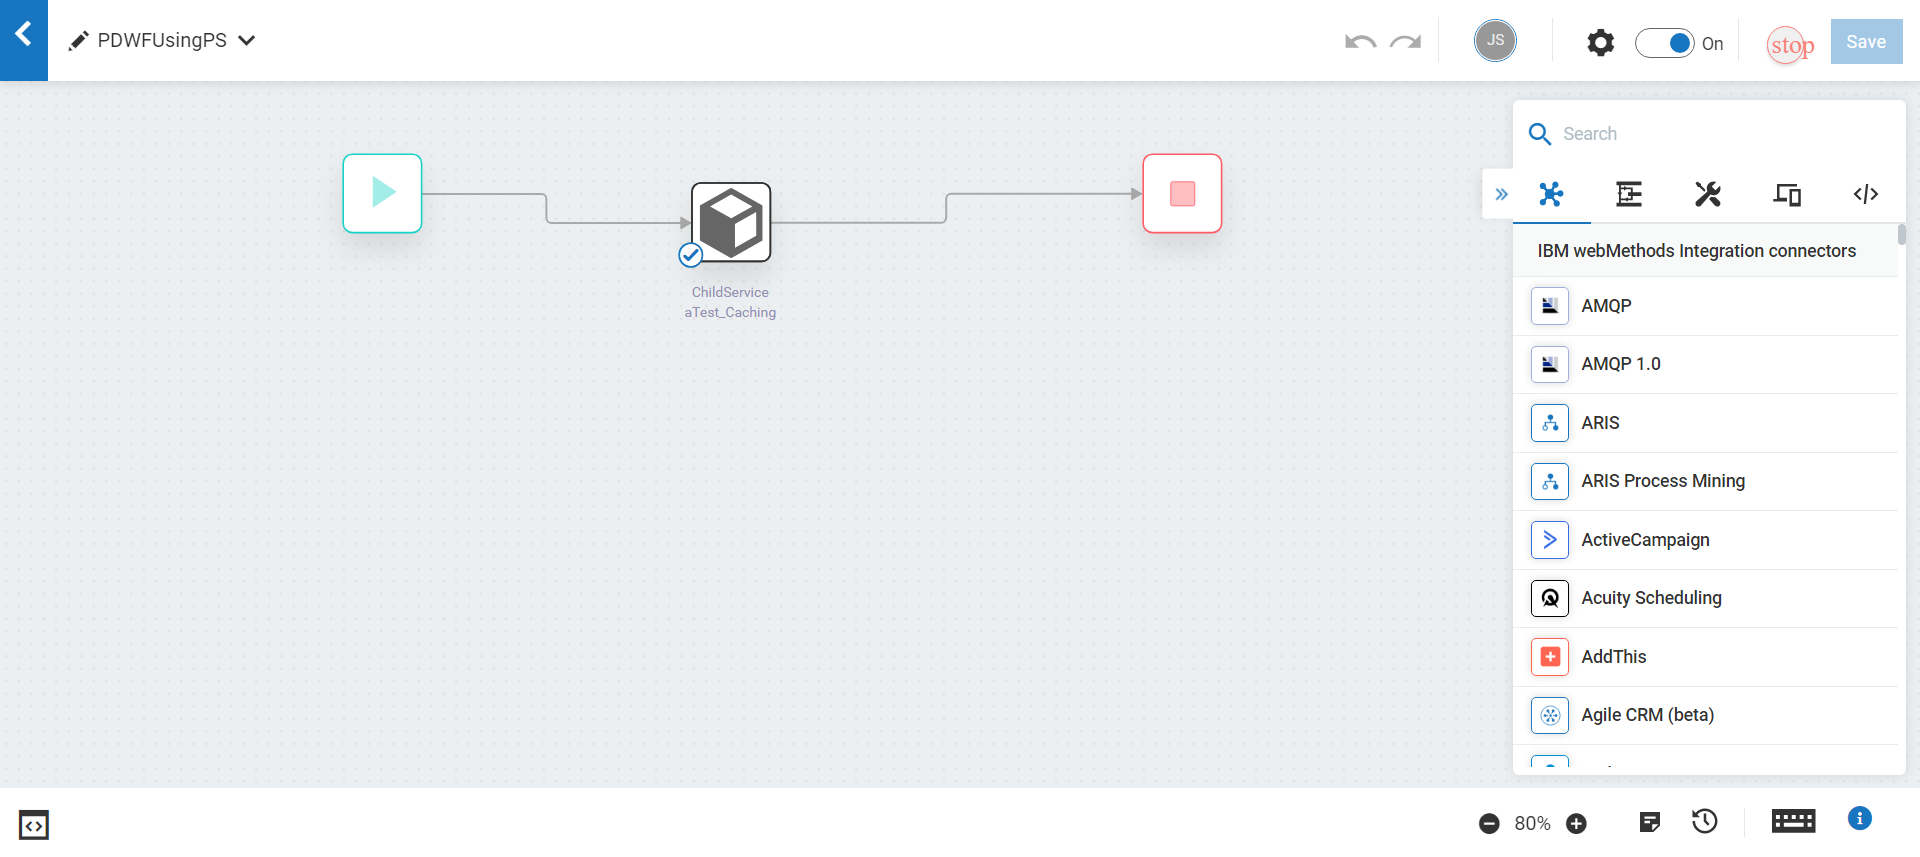 PDWFUsingPS
JS
On
stop
Save
ChildService
aTest_Caching
Search
IBM webMethods Integration connectors
AMQP
AMQP 1.0
ARIS
ARIS Process Mining
ActiveCampaign
Acuity Scheduling
AddThis
Agile CRM (beta)
80%